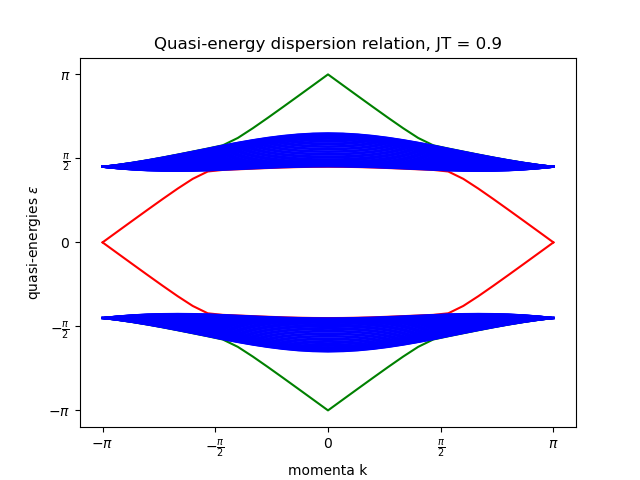 Quasi-energy dispersion relation, JT = 0.9
quasi-energies ε
π
π/2
0
−π/2
−π
−π
−π/2
0
π/2
π
momenta k